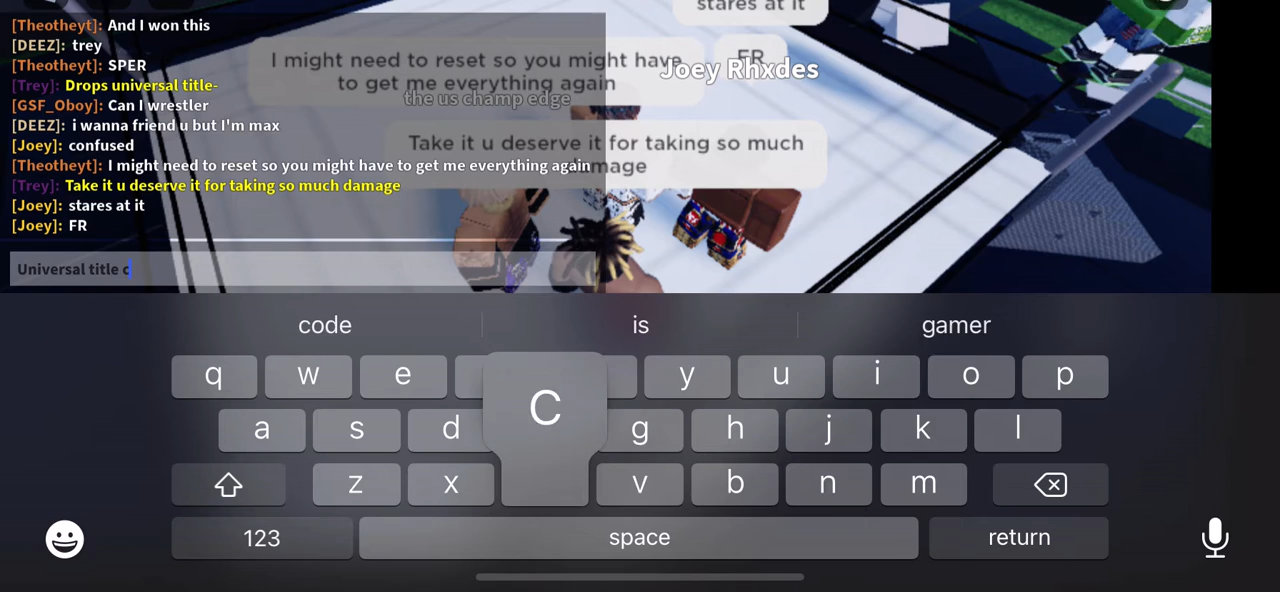 stares at it
[Theotheyt]: And I won this
[DEEZ]: trey
[Theotheyt]: SPER
[Trey]: Drops universal title-
[GSF_Oboy]: Can I wrestler
[DEEZ]: i wanna friend u but I'm max
[Joey]: confused
[Theotheyt]: I might need to reset so you might have to get me everything again
[Trey]: Take it u deserve it for taking so much damage
[Joey]: stares at it
[Joey]: FR
I might need to reset so you might have
to get me everything again
FR
Joey Rhxdes
the us champ edge
Take it u deserve it for taking so much
damage
Universal title c
code is gamer
q w e y u i o p
a s d g h j k l
C
z x v b n m
123 space return